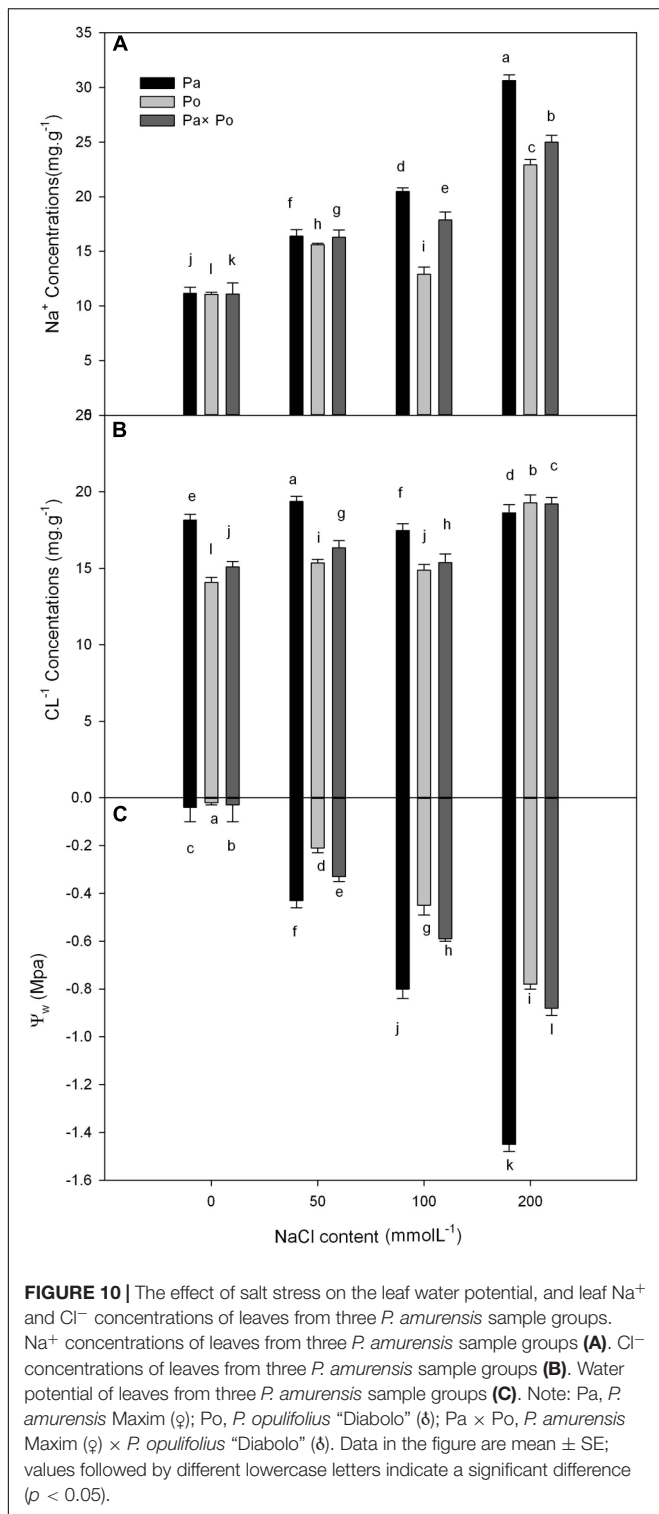 A
35
30
25
20
15
10
5
Na⁺ Concentrations(mg.g⁻¹)
Pa
Po
Pa× Po
j l k
f h g
d i e
a c b
B
20
15
10
5
CL⁻¹ Concentations (mg.g⁻¹)
e l j
a i g
f j h
d b c
C
0.0
-0.2
-0.4
-0.6
-0.8
-1.0
-1.2
-1.4
-1.6
Ψw (Mpa)
c a b
f d e
j g h
k i l
0 50 100 200
NaCl content (mmolL⁻¹)
FIGURE 10 | The effect of salt stress on the leaf water potential, and leaf Na⁺
and Cl⁻ concentrations of leaves from three P. amurensis sample groups.
Na⁺ concentrations of leaves from three P. amurensis sample groups (A). Cl⁻
concentrations of leaves from three P. amurensis sample groups (B). Water
potential of leaves from three P. amurensis sample groups (C). Note: Pa, P.
amurensis Maxim (♀); Po, P. opulifolius “Diabolo” (♂); Pa × Po, P. amurensis
Maxim (♀) × P. opulifolius “Diabolo” (♂). Data in the figure are mean ± SE;
values followed by different lowercase letters indicate a significant difference
(p < 0.05).